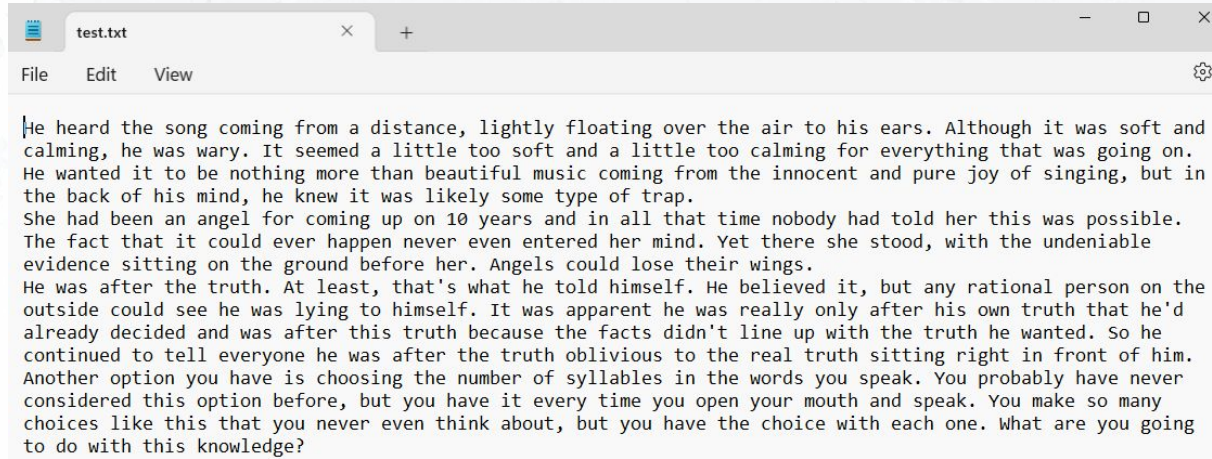 test.txt
File Edit View
He heard the song coming from a distance, lightly floating over the air to his ears. Although it was soft and
calming, he was wary. It seemed a little too soft and a little too calming for everything that was going on.
He wanted it to be nothing more than beautiful music coming from the innocent and pure joy of singing, but in
the back of his mind, he knew it was likely some type of trap.
She had been an angel for coming up on 10 years and in all that time nobody had told her this was possible.
The fact that it could ever happen never even entered her mind. Yet there she stood, with the undeniable
evidence sitting on the ground before her. Angels could lose their wings.
He was after the truth. At least, that's what he told himself. He believed it, but any rational person on the
outside could see he was lying to himself. It was apparent he was really only after his own truth that he'd
already decided and was after this truth because the facts didn't line up with the truth he wanted. So he
continued to tell everyone he was after the truth oblivious to the real truth sitting right in front of him.
Another option you have is choosing the number of syllables in the words you speak. You probably have never
considered this option before, but you have it every time you open your mouth and speak. You make so many
choices like this that you never even think about, but you have the choice with each one. What are you going
to do with this knowledge?